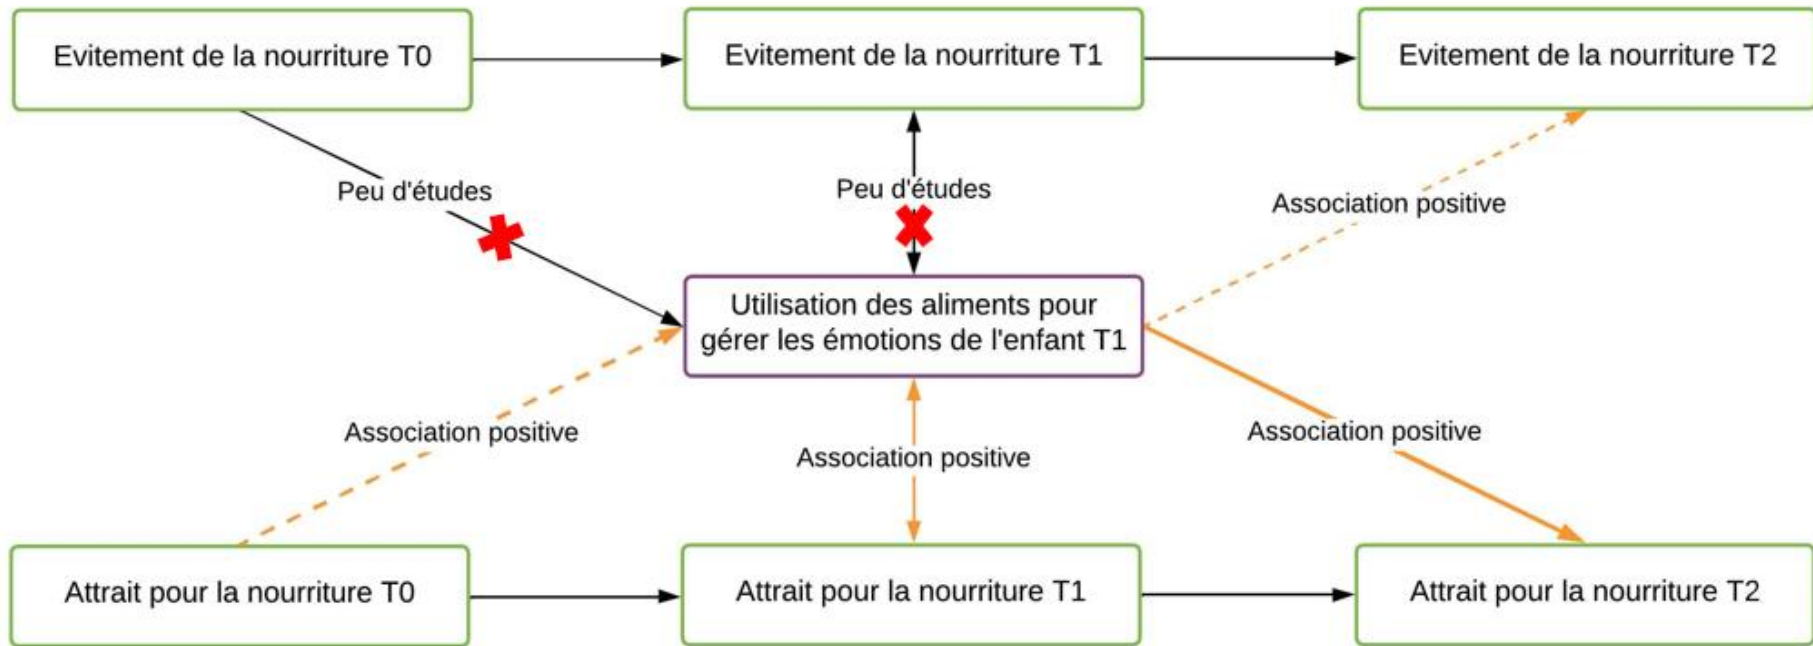 Evitement de la nourriture T0
Evitement de la nourriture T1
Evitement de la nourriture T2
Peu d'études
Peu d'études
Association positive
Utilisation des aliments pour
gérer les émotions de l'enfant T1
Association positive
Association positive
Association positive
Attrait pour la nourriture T0
Attrait pour la nourriture T1
Attrait pour la nourriture T2